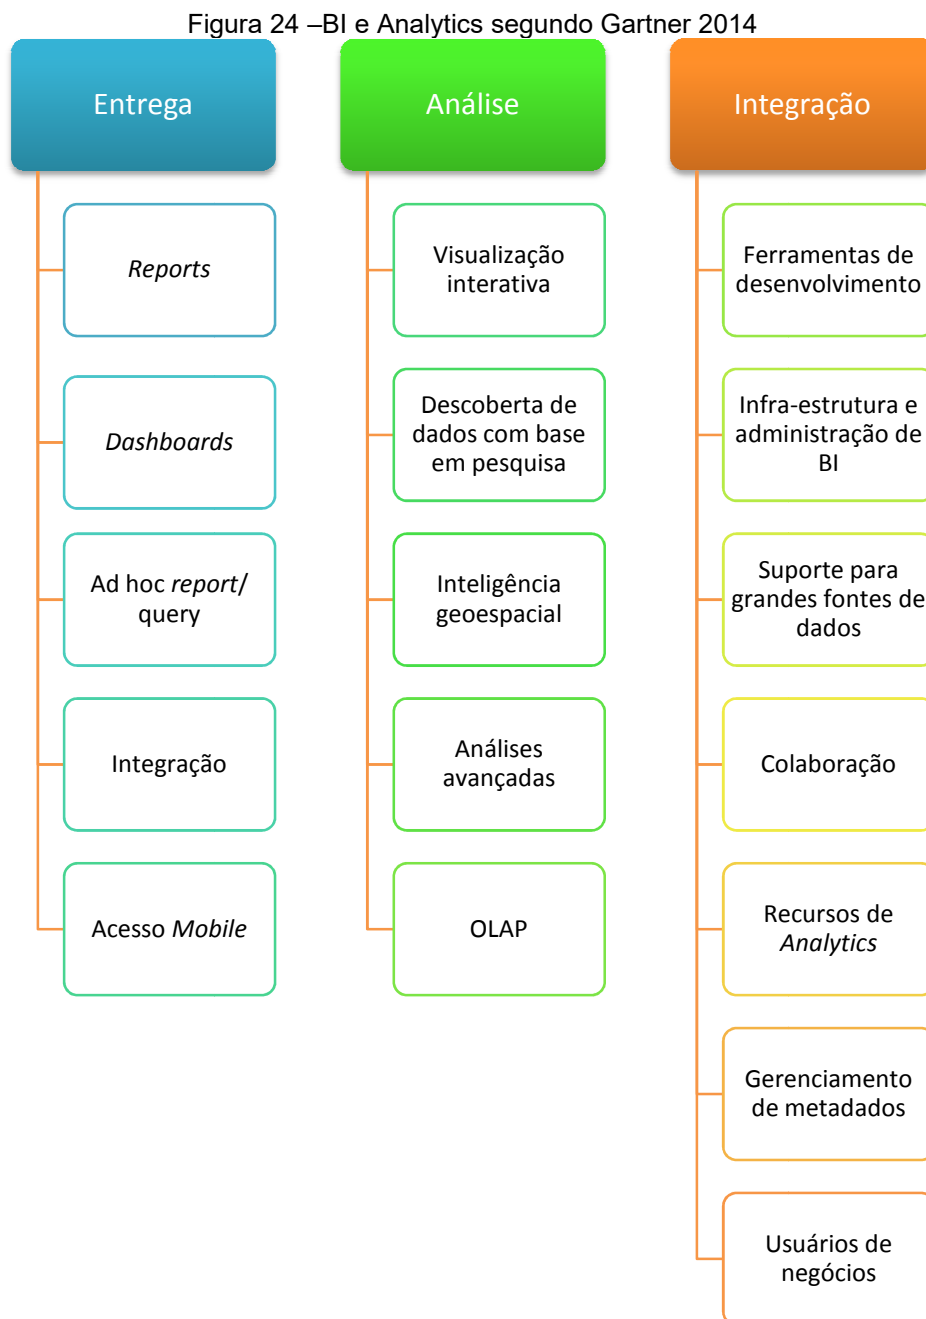 Figura 24 –BI e Analytics segundo Gartner 2014
Entrega
Reports
Dashboards
Ad hoc report/
query
Integração
Acesso Mobile
Análise
Visualização
interativa
Descoberta de
dados com base
em pesquisa
Inteligência
geoespacial
Análises
avançadas
OLAP
Integração
Ferramentas de
desenvolvimento
Infra-estrutura e
administração de
BI
Suporte para
grandes fontes de
dados
Colaboração
Recursos de
Analytics
Gerenciamento
de metadados
Usuários de
negócios